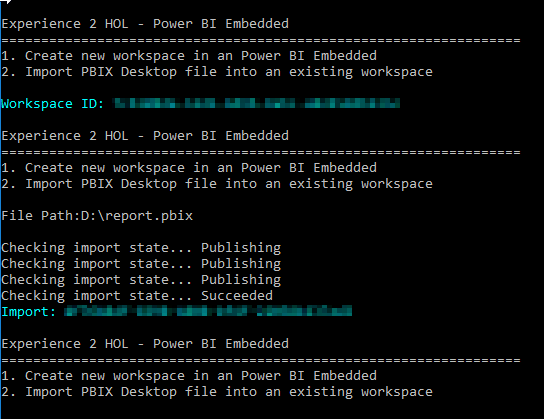 Experience 2 HOL - Power BI Embedded
=================================================================
1. Create new workspace in an Power BI Embedded
2. Import PBIX Desktop file into an existing workspace
Workspace ID:
Experience 2 HOL - Power BI Embedded
=================================================================
1. Create new workspace in an Power BI Embedded
2. Import PBIX Desktop file into an existing workspace
File Path:D:\report.pbix
Checking import state... Publishing
Checking import state... Publishing
Checking import state... Publishing
Checking import state... Succeeded
Import:
Experience 2 HOL - Power BI Embedded
=================================================================
1. Create new workspace in an Power BI Embedded
2. Import PBIX Desktop file into an existing workspace